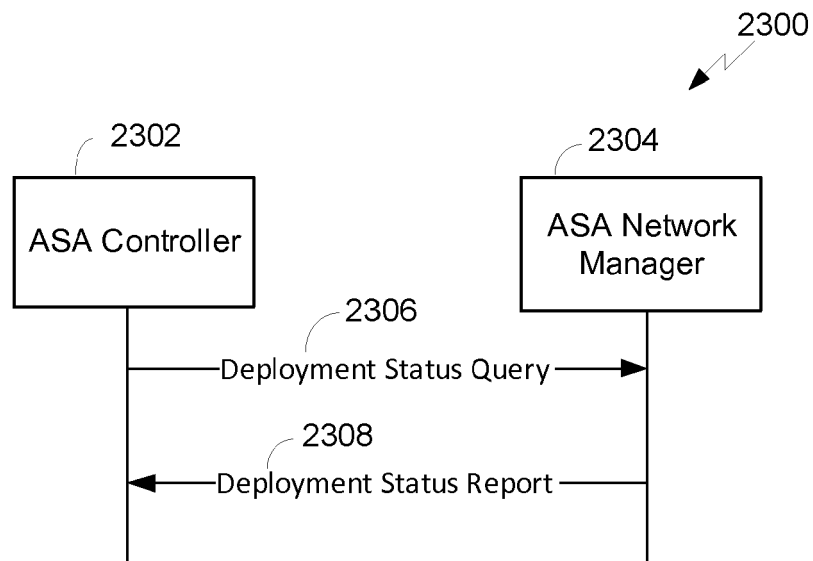 2300
2302
2304
ASA Controller
ASA Network
Manager
2306
Deployment Status Query
2308
Deployment Status Report